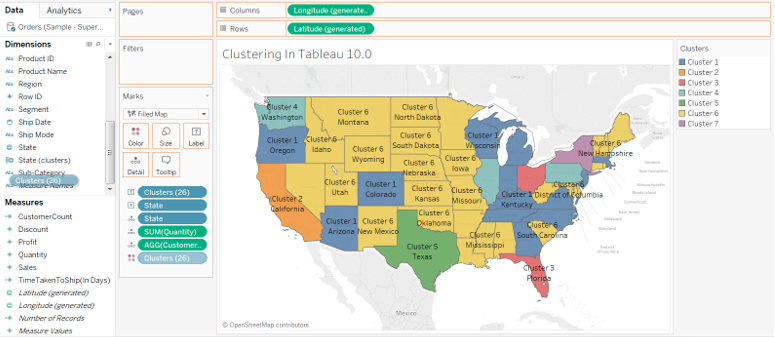 Data
Analytics
Orders (Sample - Super...
Dimensions
Product ID
Product Name
Region
Row ID
Segment
Ship Date
Ship Mode
State
State (clusters)
Sub-Category
Clusters (26)
Measure Names
Measures
CustomerCount
Discount
Profit
Quantity
Sales
TimeTakenToShip(In Days)
Latitude (generated)
Longitude (generated)
Number of Records
Measure Values
Pages
Filters
Marks
Filled Map
Color
Size
Label
Detail
Tooltip
Clusters (26)
State
State
SUM(Quantity)
AGG(Customer..
Clusters (26)
Columns
Longitude (generate..
Rows
Latitude (generated)
Clustering In Tableau 10.0
Cluster 4
Washington
Cluster 6
Montana
Cluster 6
North Dakota
Cluster 1
Oregon
Cluster 6
Idaho
Cluster 6
Wyoming
Cluster 6
South Dakota
Cluster 1
Wisconsin
Cluster 6
New Hampshire
Cluster 6
Nebraska
Cluster 6
Iowa
Cluster 2
California
Cluster 6
Utah
Cluster 1
Colorado
Cluster 6
Kansas
Cluster 6
Missouri
Cluster 1
Kentucky
Cluster 6
District of Columbia
Cluster 1
Arizona
Cluster 6
New Mexico
Cluster 6
Oklahoma
Cluster 6
Mississippi
Cluster 6
South Carolina
Cluster 5
Texas
Cluster 3
Florida
Mexico
© OpenStreetMap contributors
Clusters
Cluster 1
Cluster 2
Cluster 3
Cluster 4
Cluster 5
Cluster 6
Cluster 7